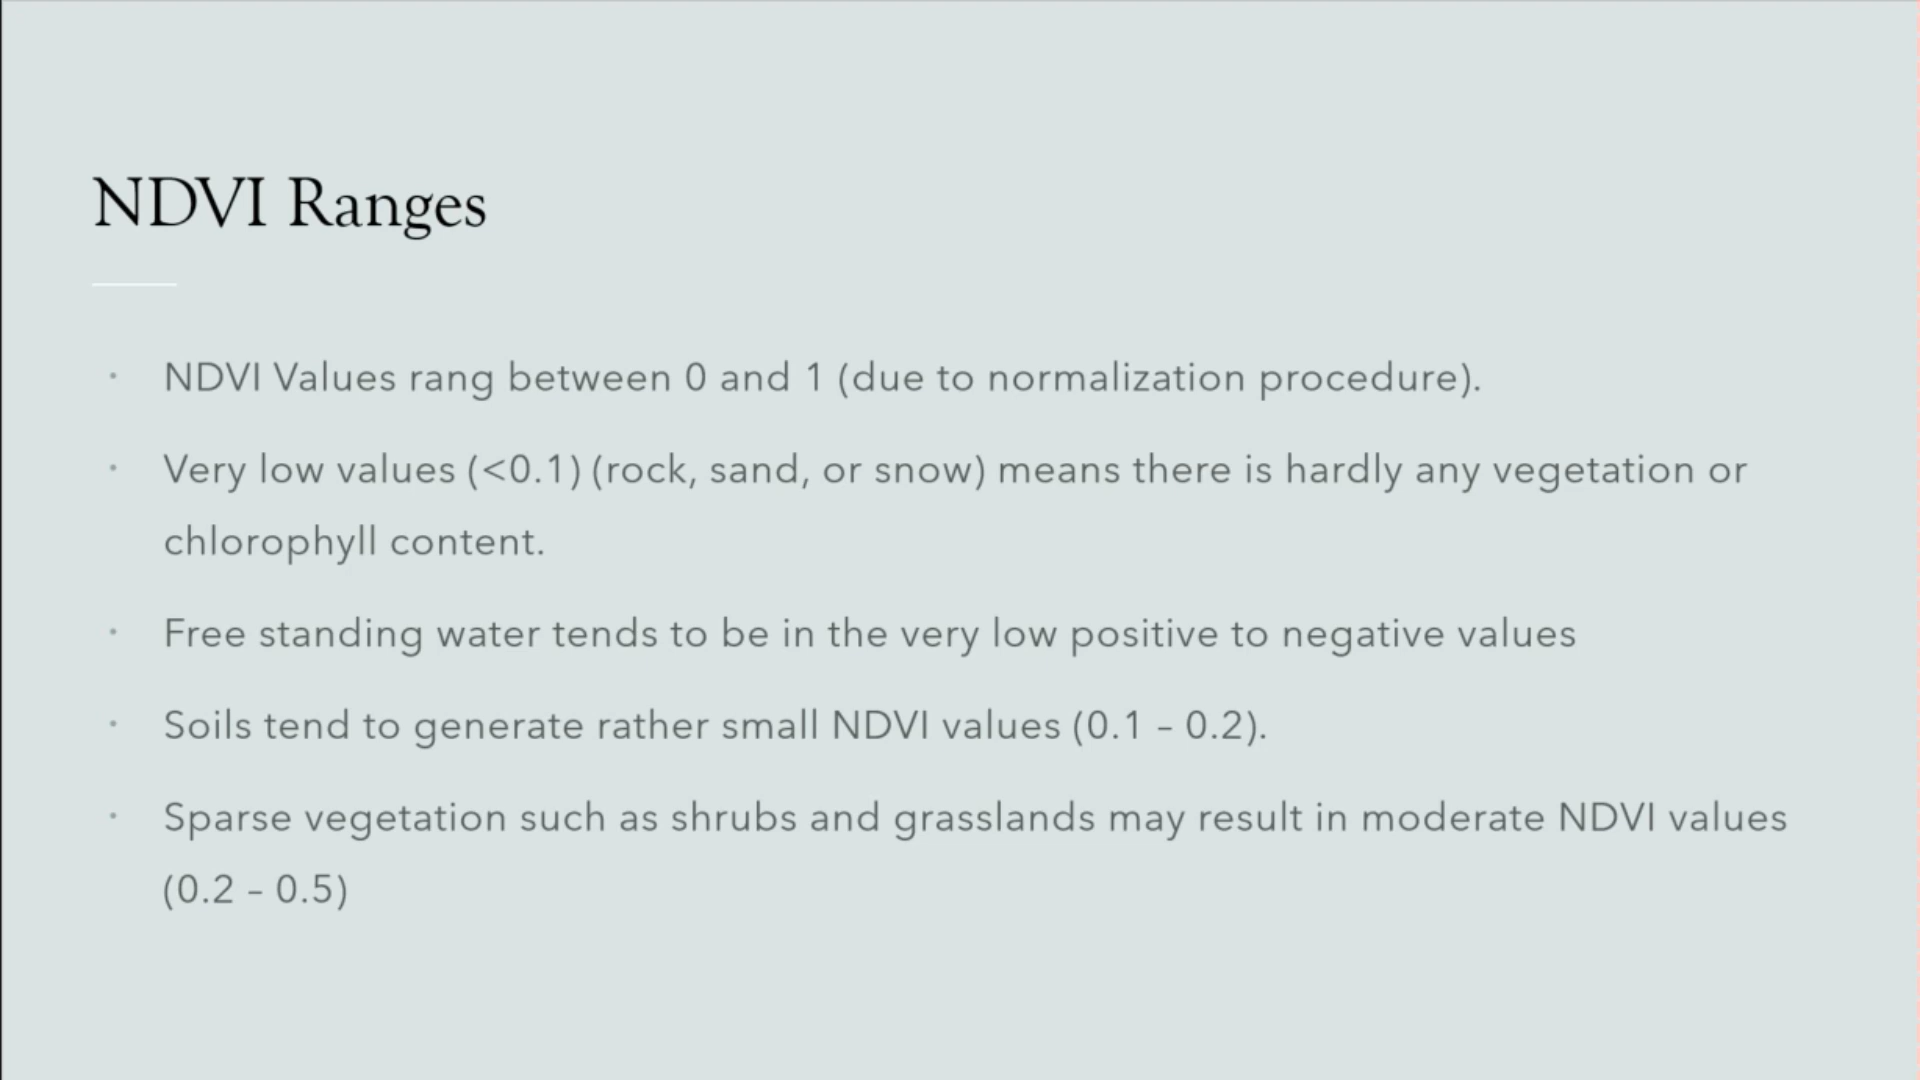 NDVI Ranges
· NDVI Values rang between 0 and 1 (due to normalization procedure).
· Very low values (<0.1) (rock, sand, or snow) means there is hardly any vegetation or
chlorophyll content.
· Free standing water tends to be in the very low positive to negative values
· Soils tend to generate rather small NDVI values (0.1 – 0.2).
· Sparse vegetation such as shrubs and grasslands may result in moderate NDVI values
(0.2 – 0.5)